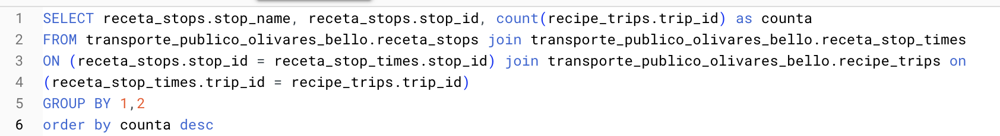 1 SELECT receta_stops.stop_name, receta_stops.stop_id, count(recipe_trips.trip_id) as counta
2 FROM transporte_publico_olivares_bello.receta_stops join transporte_publico_olivares_bello.receta_stop_times
3 ON (receta_stops.stop_id = receta_stop_times.stop_id) join transporte_publico_olivares_bello.recipe_trips on
4 (receta_stop_times.trip_id = recipe_trips.trip_id)
5 GROUP BY 1,2
6 order by counta desc